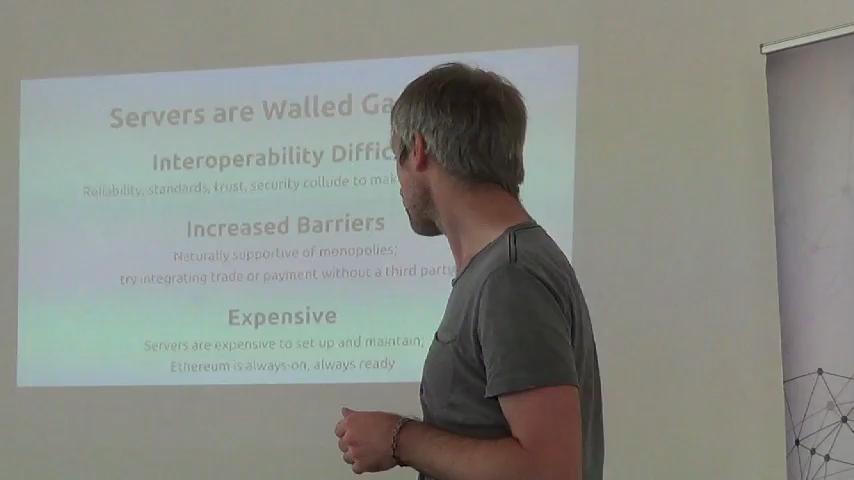 Servers are Walled Ga
Interoperability Diffic
Reliability, standards, trust, security collude to mak
Increased Barriers
Naturally supportive of monopolies;
try integrating trade or payment without a third party
Expensive
Servers are expensive to set up and maintain;
Ethereum is always-on, always ready